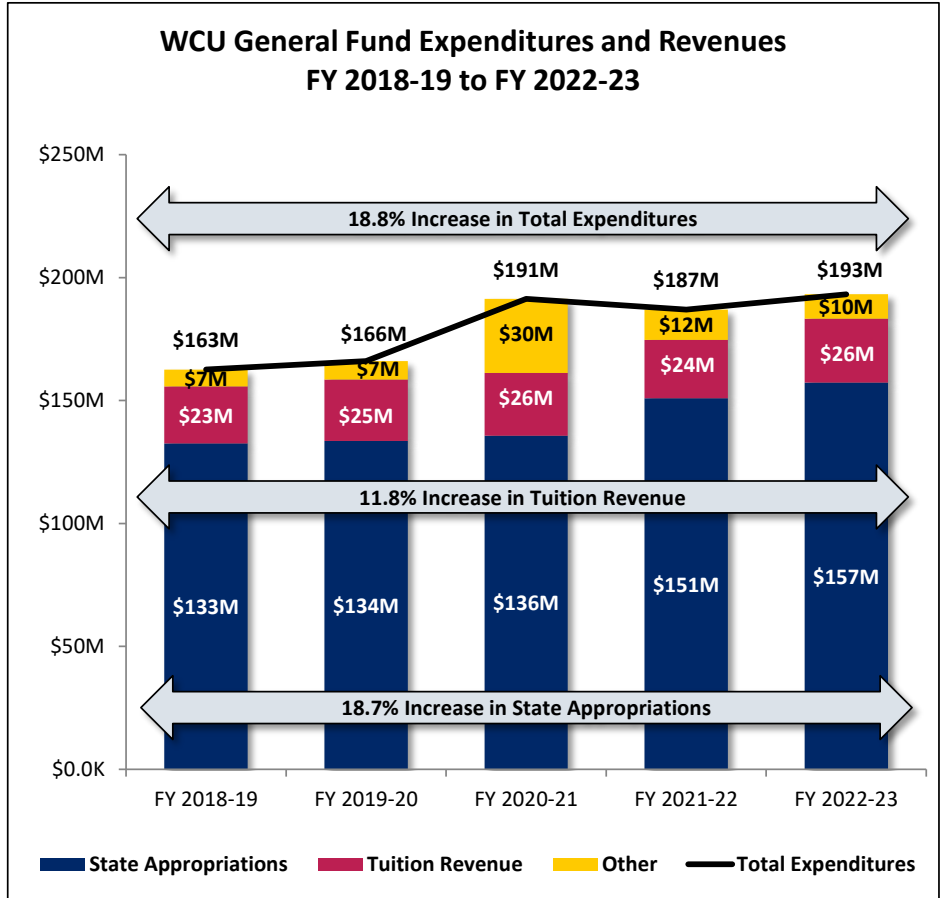 WCU General Fund Expenditures and Revenues
FY 2018-19 to FY 2022-23
$250M
18.8% Increase in Total Expenditures
$200M
$163M
$166M
$191M
$187M
$193M
$7M
$7M
$30M
$12M
$10M
$150M
$23M
$25M
$26M
$24M
$26M
11.8% Increase in Tuition Revenue
$100M
$133M
$134M
$136M
$151M
$157M
$50M
18.7% Increase in State Appropriations
$0.0K
FY 2018-19
FY 2019-20
FY 2020-21
FY 2021-22
FY 2022-23
State Appropriations
Tuition Revenue
Other
Total Expenditures